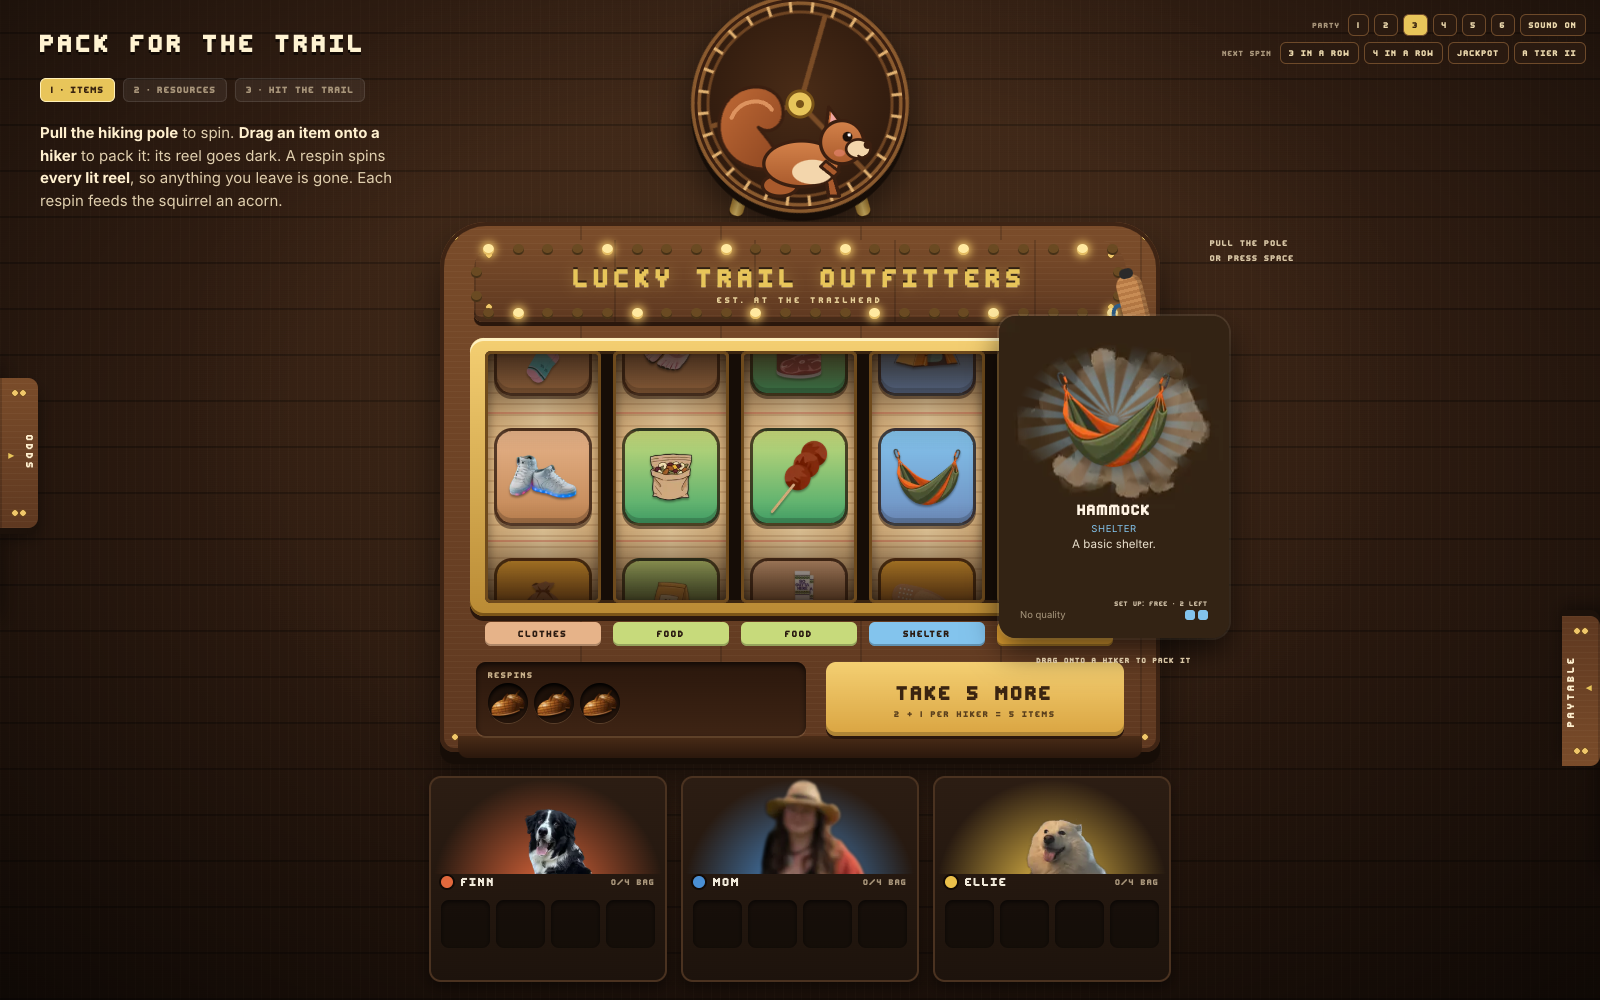 PACK FOR THE TRAIL
1 · ITEMS
2 · RESOURCES
3 · HIT THE TRAIL
Pull the hiking pole to spin. Drag an item onto a
hiker to pack it: its reel goes dark. A respin spins
every lit reel, so anything you leave is gone. Each
respin feeds the squirrel an acorn.
PARTY 1 2 3 4 5 6 SOUND ON
NEXT SPIN 3 IN A ROW 4 IN A ROW JACKPOT A TIER II
PULL THE POLE
OR PRESS SPACE
LUCKY TRAIL OUTFITTERS
EST. AT THE TRAILHEAD
ODDS
HAMMOCK
SHELTER
A basic shelter.
SET UP: FREE · 2 LEFT
No quality
CLOTHES
FOOD
FOOD
SHELTER
DRAG ONTO A HIKER TO PACK IT
RESPINS
TAKE 5 MORE
2 + 1 PER HIKER = 5 ITEMS
PAYTABLE
FINN 0/4 BAG
MOM 0/4 BAG
ELLIE 0/4 BAG